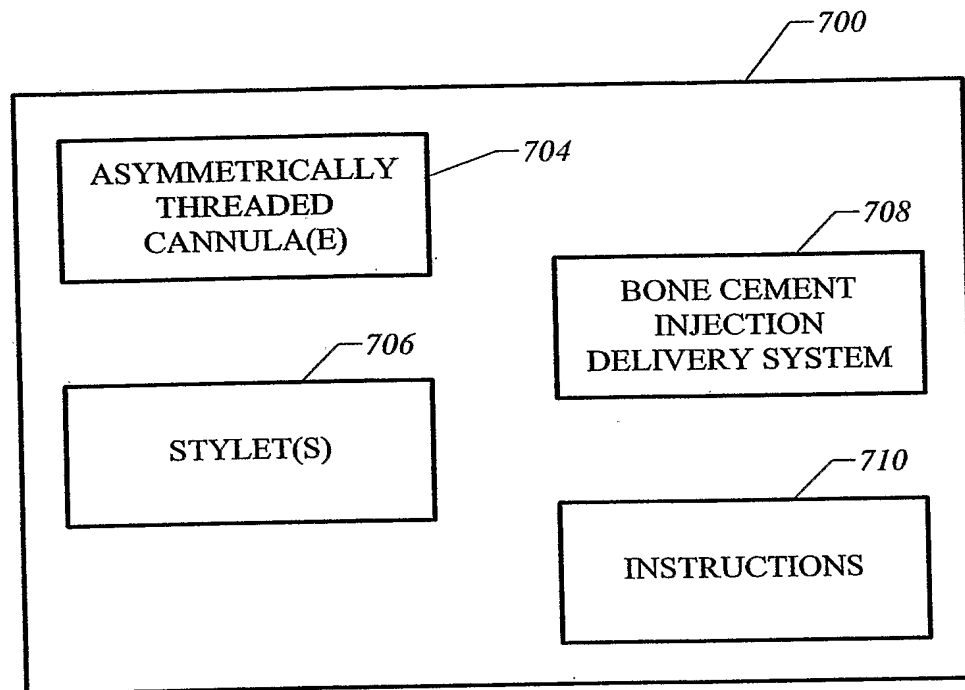 700
ASYMMETRICALLY
THREADED
CANNULA(E)
704
708
BONE CEMENT
INJECTION
DELIVERY SYSTEM
706
STYLET(S)
710
INSTRUCTIONS